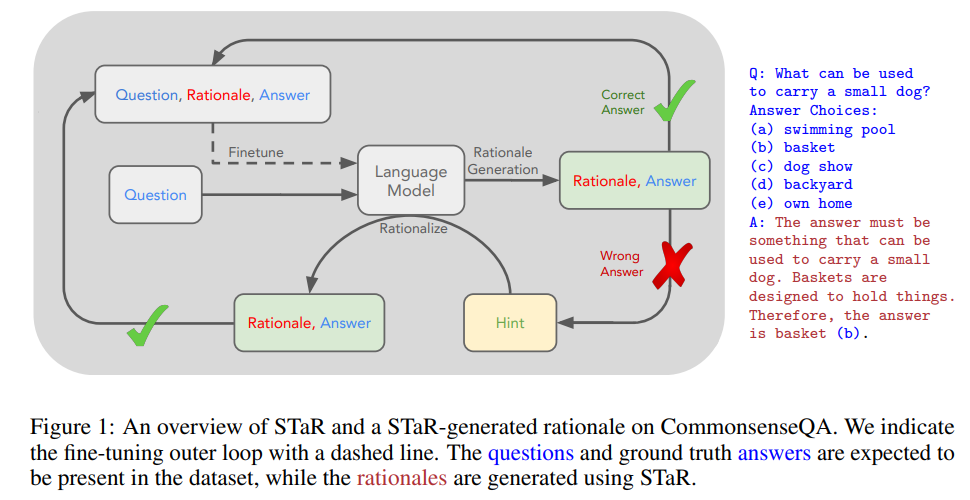 Question, Rationale, Answer
Finetune
Question
Language
Model
Rationale
Generation
Correct
Answer
Rationale, Answer
Rationalize
Wrong
Answer
Rationale, Answer
Hint
Q: What can be used
to carry a small dog?
Answer Choices:
(a) swimming pool
(b) basket
(c) dog show
(d) backyard
(e) own home
A: The answer must be
something that can be
used to carry a small
dog. Baskets are
designed to hold things.
Therefore, the answer
is basket (b).
Figure 1: An overview of STaR and a STaR-generated rationale on CommonsenseQA. We indicate
the fine-tuning outer loop with a dashed line. The questions and ground truth answers are expected to
be present in the dataset, while the rationales are generated using STaR.